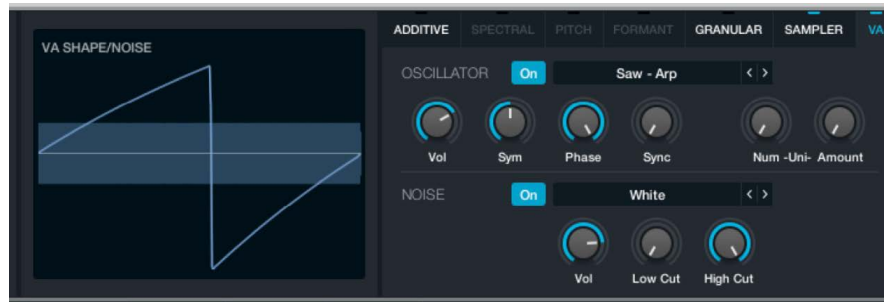 VA SHAPE/NOISE
ADDITIVE SPECTRAL PITCH FORMANT GRANULAR SAMPLER VA
OSCILLATOR On Saw - Arp < >
Vol Sym Phase Sync Num -Uni- Amount
NOISE On White < >
Vol Low Cut High Cut